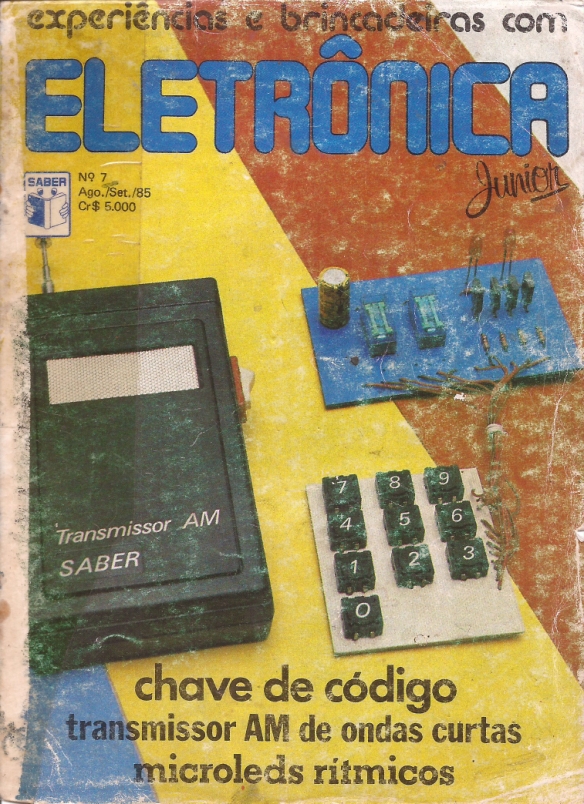 experiências e brincadeiras com
ELETRÔNICA
Junior
SABER
Nº 7
Ago./Set./85
Cr$ 5.000
Transmissor AM
SABER
7 8 9
4 5 6
1 2 3
0
chave de código
transmissor AM de ondas curtas
microleds rítmicos